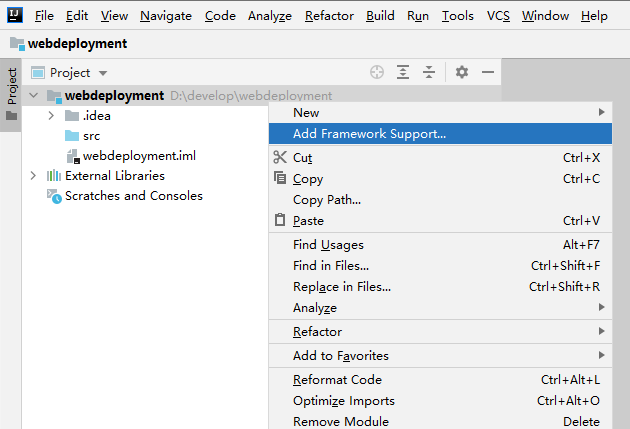 IJ File Edit View Navigate Code Analyze Refactor Build Run Tools VCS Window Help
webdeployment
Project
Project
webdeployment D:\develop\webdeployment
.idea
src
webdeployment.iml
External Libraries
Scratches and Consoles
New
Add Framework Support...
Cut Ctrl+X
Copy Ctrl+C
Copy Path...
Paste Ctrl+V
Find Usages Alt+F7
Find in Files... Ctrl+Shift+F
Replace in Files... Ctrl+Shift+R
Analyze
Refactor
Add to Favorites
Reformat Code Ctrl+Alt+L
Optimize Imports Ctrl+Alt+O
Remove Module Delete